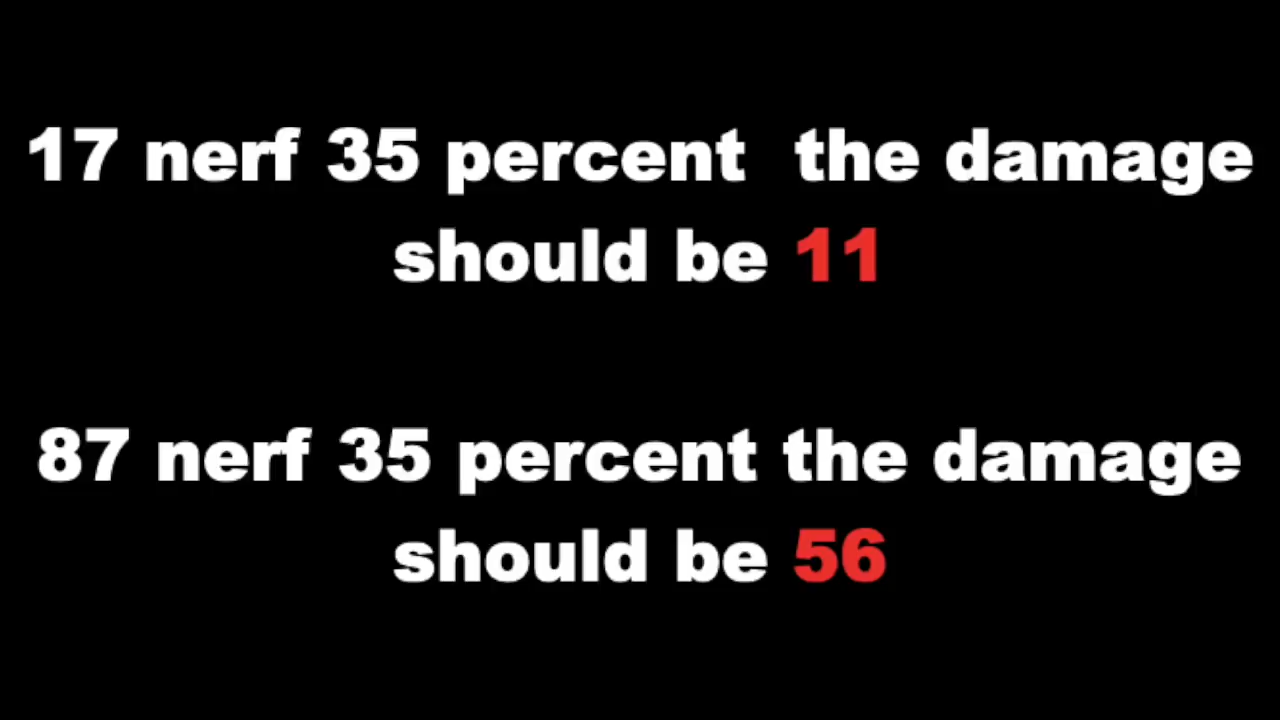 17 nerf 35 percent  the damage
should be 11
87 nerf 35 percent the damage
should be 56